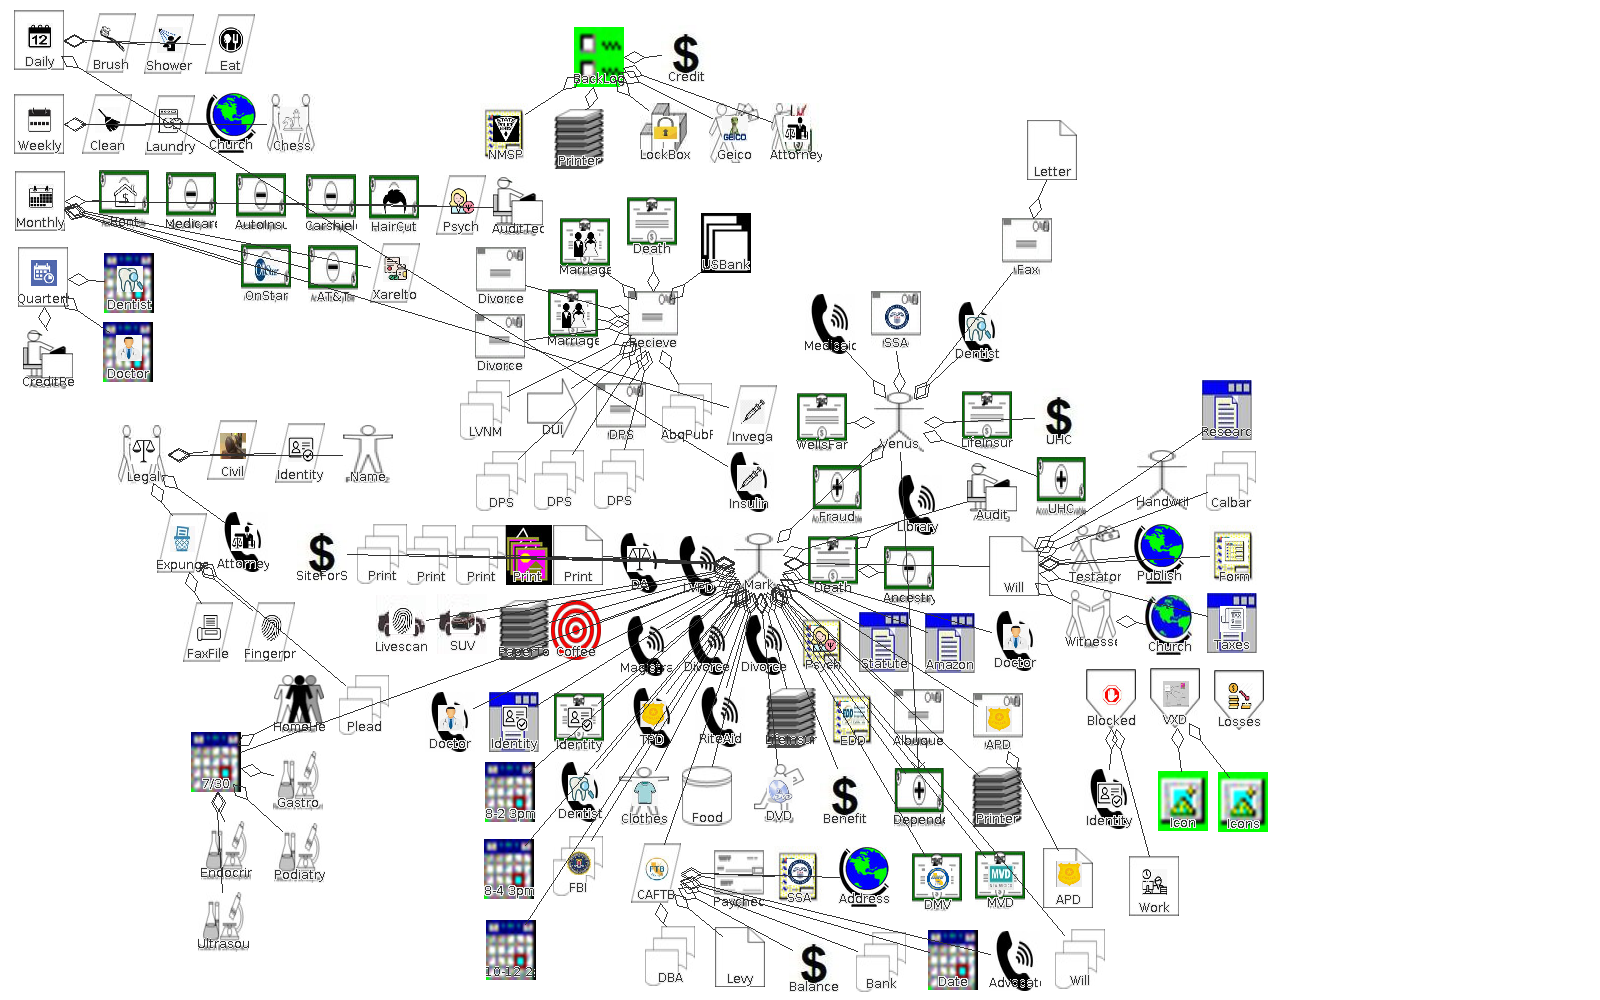 Daily
Brush
Shower
Eat
BackLog
Credit
Weekly
Clean
Laundry
Church
Chess
NMSP
Printer
LockBox
Geico
Attorney
Letter
Monthly
Rent
Medicare
AutoInsu
Carshiel
HairCut
Psych
AuditTec
Marriage
Death
USBank
Fax
Quarterl
Dentist
OnStar
AT&T
Xarelto
Divorce
Marriage
Recieve
Medicaid
SSA
Dentist
CreditRe
Doctor
Divorce
LVNM
DUI
DPS
AbqPubF
Invega
WellsFar
Venus
LifeInsur
UHC
Researc
Legal
Civil
Identity
Name
DPS
DPS
DPS
Insulin
Fraud
Library
Audit
UHC
Handwri
Calbar
Expunge
Attorney
SiteForS
Print
Print
Print
Print
Print
DA
LVPD
Mark
Death
Ancestry
Will
Testator
Publish
Form
FaxFile
Fingerpr
Livescan
SUV
PaperTo
Coffee
Magistra
Divorce
Divorce
Psych
Statute
Amazon
Doctor
Witnesse
Church
Taxes
HomeHe
Plead
Doctor
Identity
Identity
TPD
RiteAid
EDD
EDD
Albuque
APD
Blocked
VXD
Losses
7/30
Gastro
8-2 3pm
Dentist
Clothes
Food
DVD
Benefit
Depende
Printer
Identity
Icon
Icons
Endocrin
Podiatry
8-4 3pm
FBI
CAFTB
FTB
Paychec
SSA
Address
DMV
MVD
MVD
APD
Work
Ultrasou
10-12 2
DBA
Levy
Balance
Bank
Date
Advocat
Will